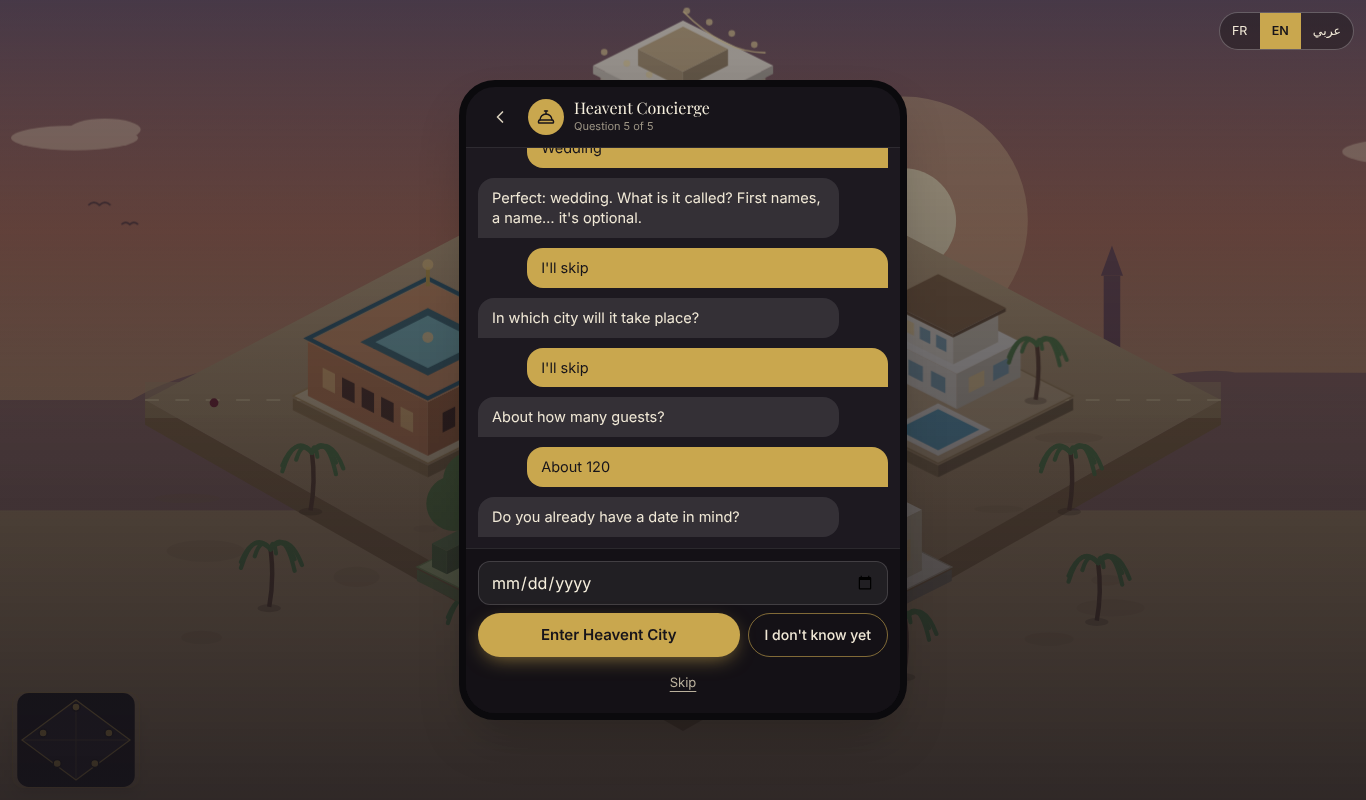 FR EN عربي
Heavent Concierge
Question 5 of 5
Wedding
Perfect: wedding. What is it called? First names,
a name... it's optional.
I'll skip
In which city will it take place?
I'll skip
About how many guests?
About 120
Do you already have a date in mind?
mm/dd/yyyy
Enter Heavent City
I don't know yet
Skip